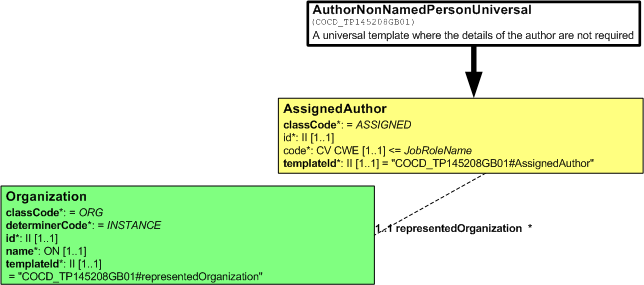 AuthorNonNamedPersonUniversal
(COCD_TP145208GB01)
A universal template where the details of the author are not required
AssignedAuthor
classCode*: = ASSIGNED
id*: II [1..1]
code*: CV CWE [1..1] <= JobRoleName
templateId*: II [1..1] = "COCD_TP145208GB01#AssignedAuthor"
Organization
classCode*: = ORG
determinerCode*: = INSTANCE
id*: II [1..1]
name*: ON [1..1]
templateId*: II [1..1]
= "COCD_TP145208GB01#representedOrganization"
1..1 representedOrganization *